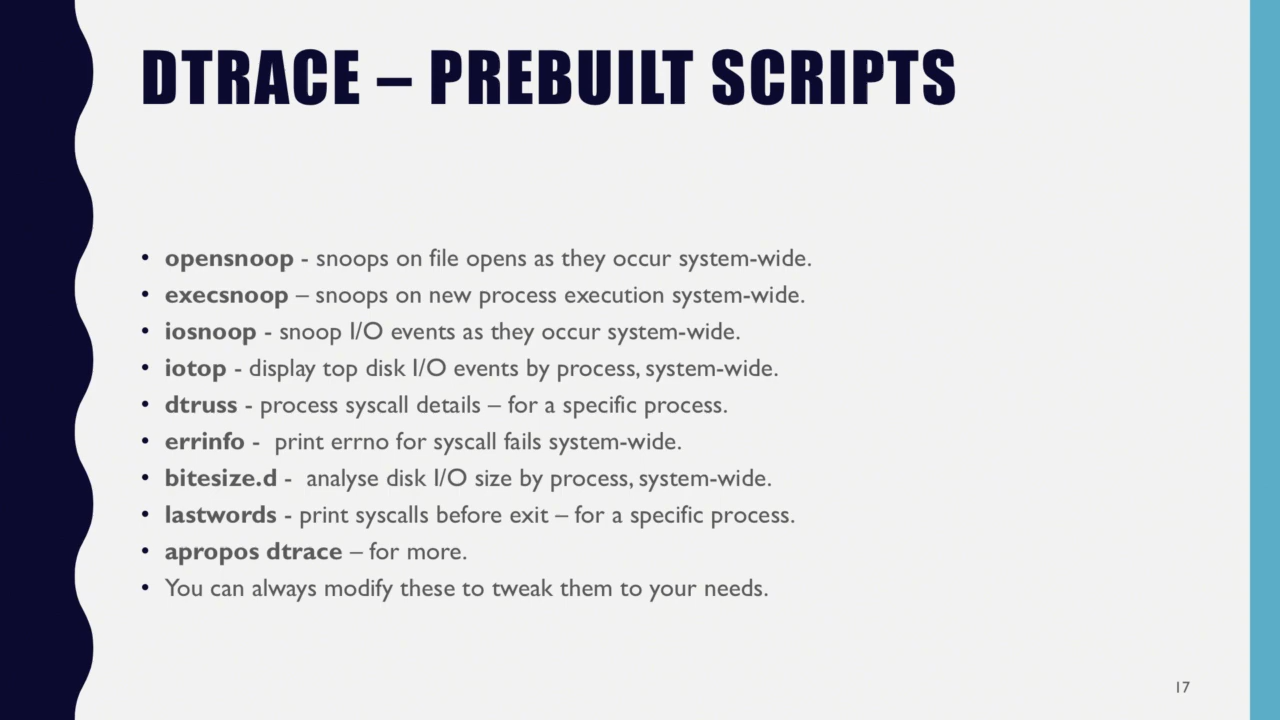 DTRACE – PREBUILT SCRIPTS
• opensnoop - snoops on file opens as they occur system-wide.
• execsnoop – snoops on new process execution system-wide.
• iosnoop - snoop I/O events as they occur system-wide.
• iotop - display top disk I/O events by process, system-wide.
• dtruss - process syscall details – for a specific process.
• errinfo -  print errno for syscall fails system-wide.
• bitesize.d -  analyse disk I/O size by process, system-wide.
• lastwords - print syscalls before exit – for a specific process.
• apropos dtrace – for more.
• You can always modify these to tweak them to your needs.
17